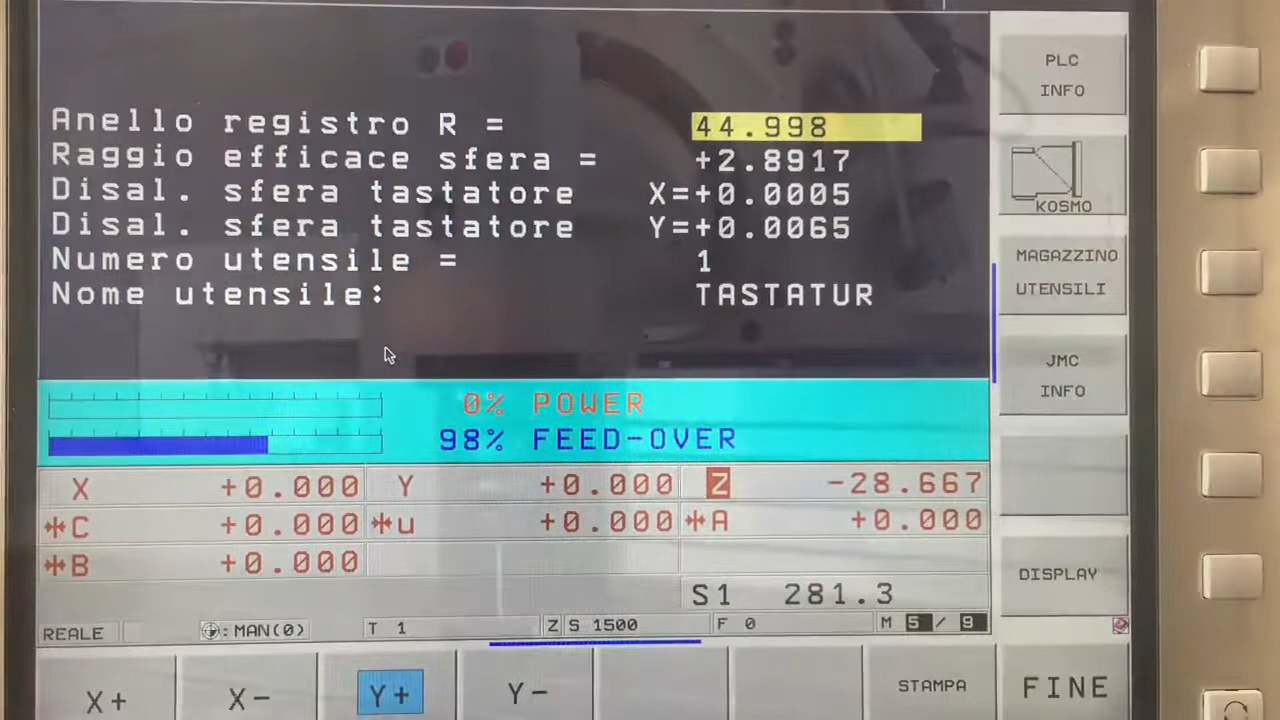 Anello registro R = 44.998
Raggio efficace sfera = +2.8917
Disal. sfera tastatore X=+0.0005
Disal. sfera tastatore Y=+0.0065
Numero utensile = 1
Nome utensile: TASTATUR
0% POWER
98% FEED-OVER
X +0.000 Y +0.000 Z -28.667
*C +0.000 *u +0.000 *A +0.000
*B +0.000
S1 281.3
REALE :MAN(0) T 1 Z S 1500 F 0 M 5 / 9
X+ X- Y+ Y- STAMPA FINE
PLC
INFO
KOSMO
MAGAZZINO
UTENSILI
JMC
INFO
DISPLAY